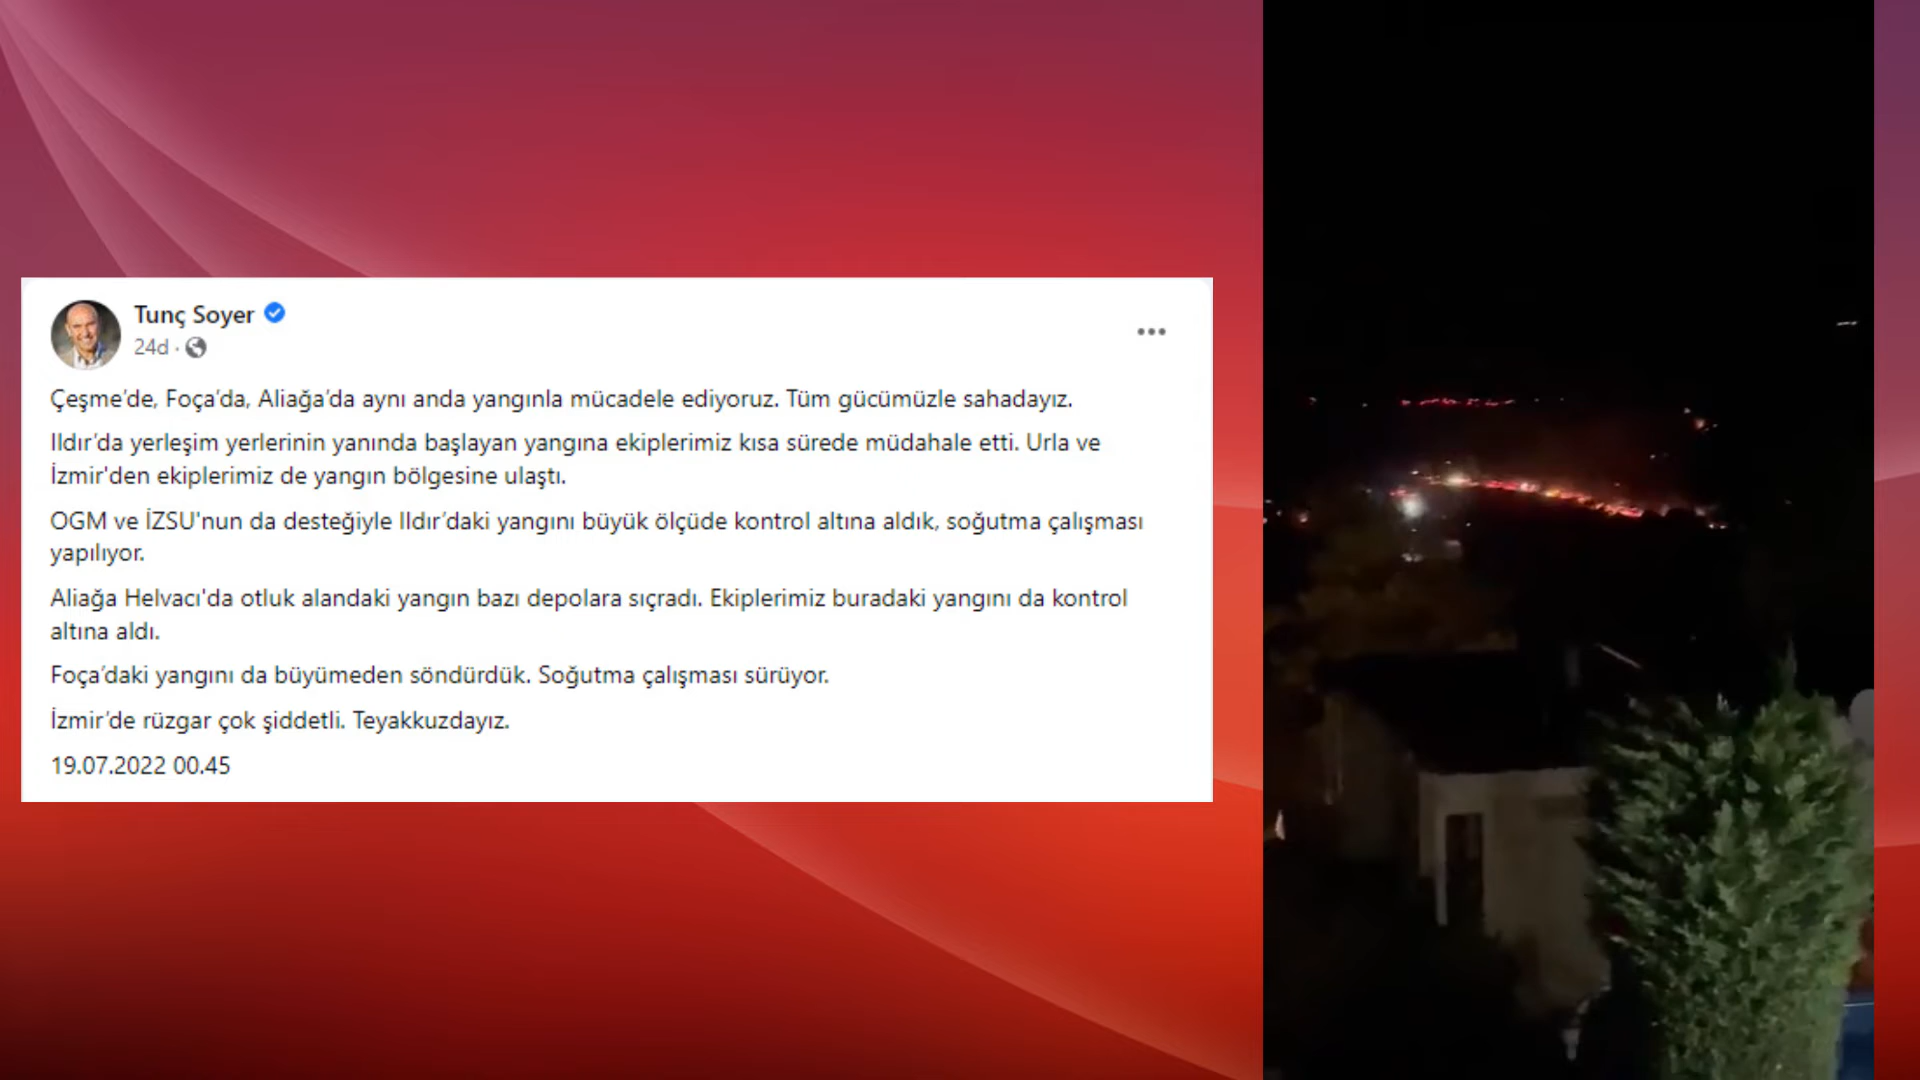 Tunç Soyer
24d ·
Çeşme’de, Foça’da, Aliağa’da aynı anda yangınla mücadele ediyoruz. Tüm gücümüzle sahadayız.
Ildır’da yerleşim yerlerinin yanında başlayan yangına ekiplerimiz kısa sürede müdahale etti. Urla ve
İzmir'den ekiplerimiz de yangın bölgesine ulaştı.
OGM ve İZSU'nun da desteğiyle Ildır’daki yangını büyük ölçüde kontrol altına aldık, soğutma çalışması
yapılıyor.
Aliağa Helvacı'da otluk alandaki yangın bazı depolara sıçradı. Ekiplerimiz buradaki yangını da kontrol
altına aldı.
Foça’daki yangını da büyümeden söndürdük. Soğutma çalışması sürüyor.
İzmir’de rüzgar çok şiddetli. Teyakkuzdayız.
19.07.2022 00.45